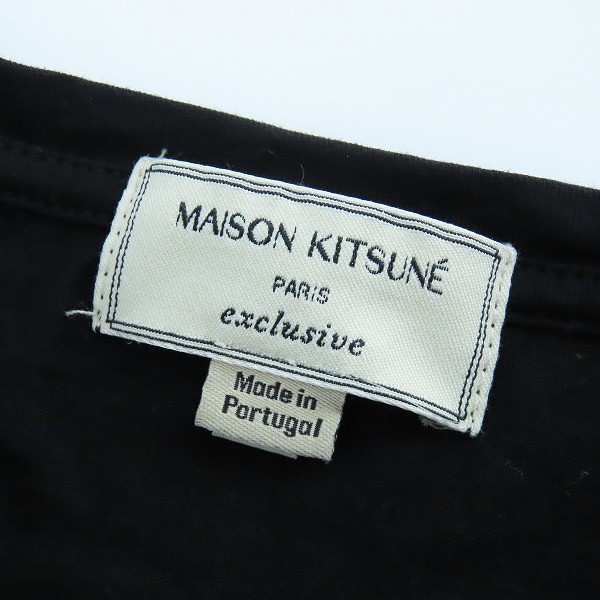 MAISON KITSUNÉ
PARIS
exclusive
Made in
Portugal